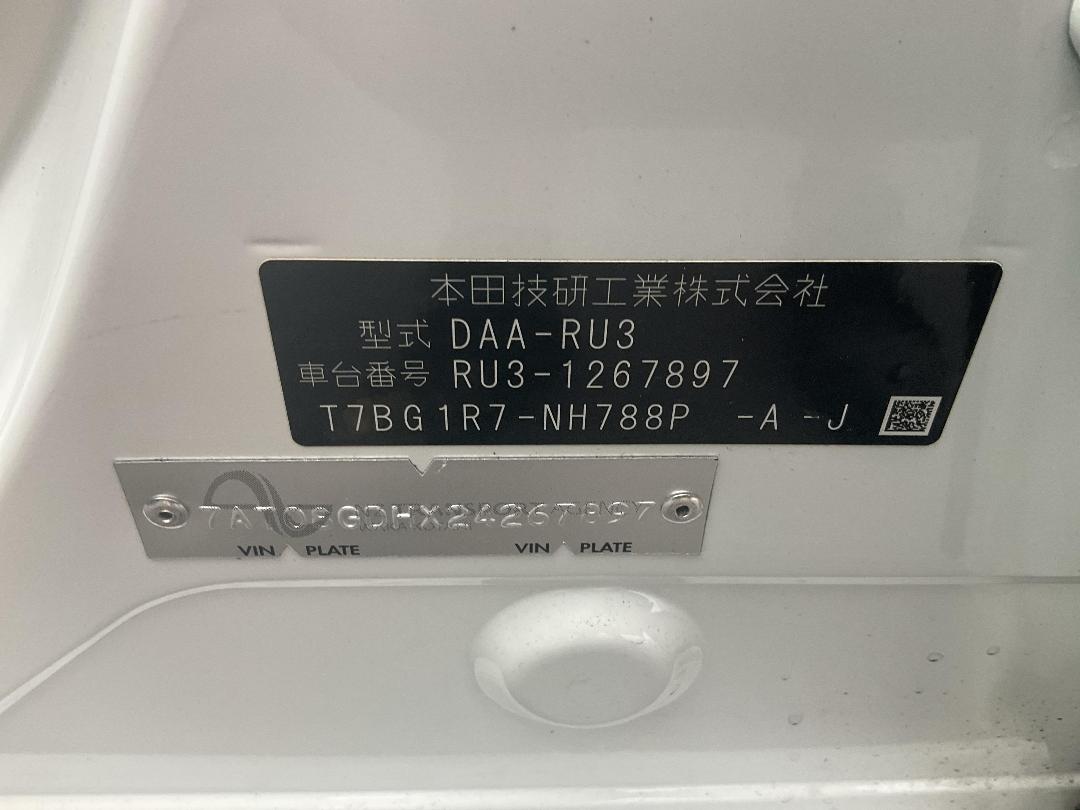 本田技研工業株式会社
型式 DAA-RU3
車台番号 RU3-1267897
T7BG1R7-NH788P -A-J
7AT0BGDHX24267897
VIN PLATE VIN PLATE